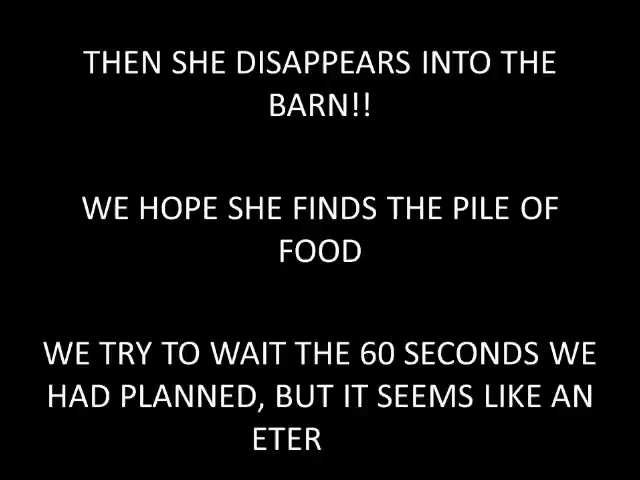 THEN SHE DISAPPEARS INTO THE
BARN!!
WE HOPE SHE FINDS THE PILE OF
FOOD
WE TRY TO WAIT THE 60 SECONDS WE
HAD PLANNED, BUT IT SEEMS LIKE AN
ETER